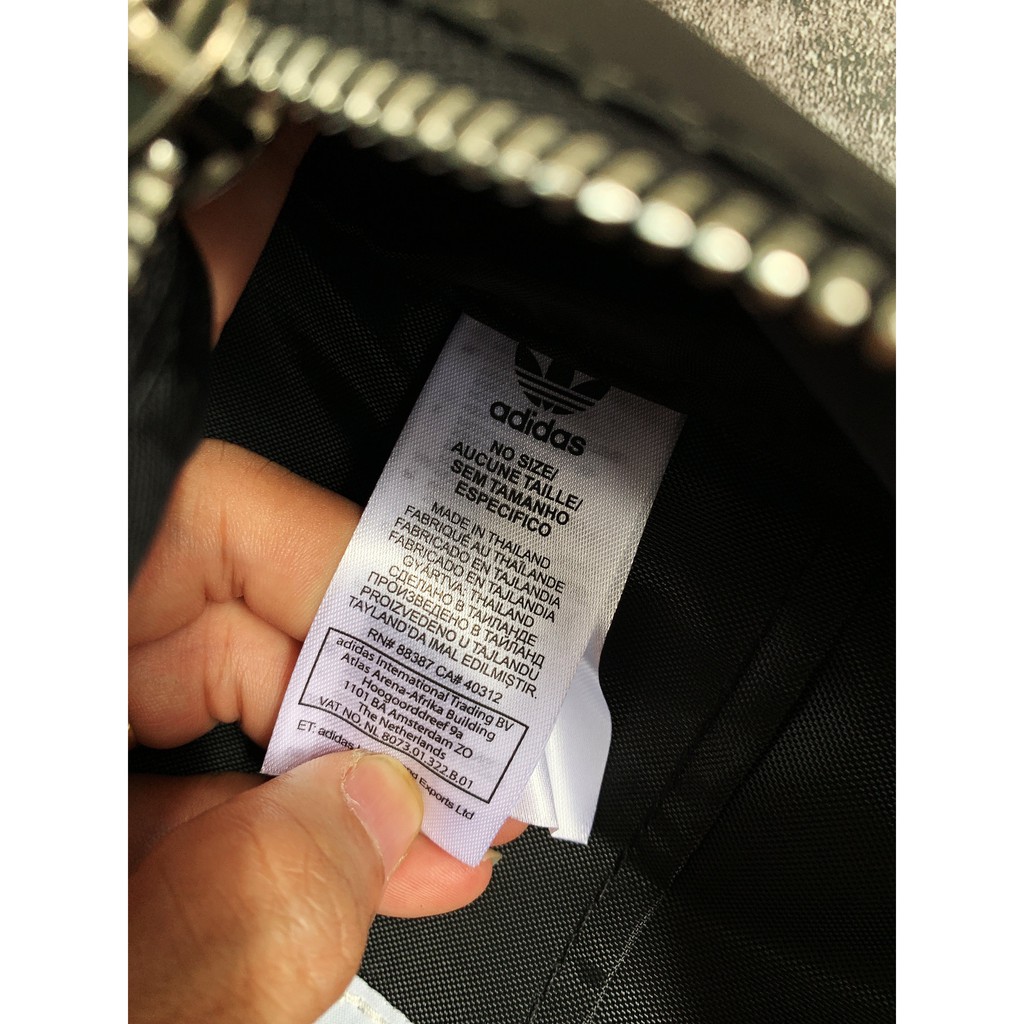 adidas
NO SIZE/
AUCUNE TAILLE/
SEM TAMANHO
ESPECIFICO
MADE IN THAILAND
FABRIQUÉ AU THAÏLANDE
FABRICADO EN TAJLANDIA
FABRICADO EN TAJLANDIA
GYÁRTVA: THAILAND
СДЕЛАНО В ТАИЛАНДЕ
ПРОИЗВЕДЕНО В ТАЙЛАНД
PROIZVEDENO U TAJLANDU
TAYLAND'DA IMAL EDILMIŞTIR.
RN# 88387 CA# 40312
adidas International Trading BV
Atlas Arena-Afrika Building
Hoogoorddreef 9a
1101 BA Amsterdam ZO
The Netherlands
VAT NO. NL 8073.01.322.B.01
ET: adidas Exports Ltd